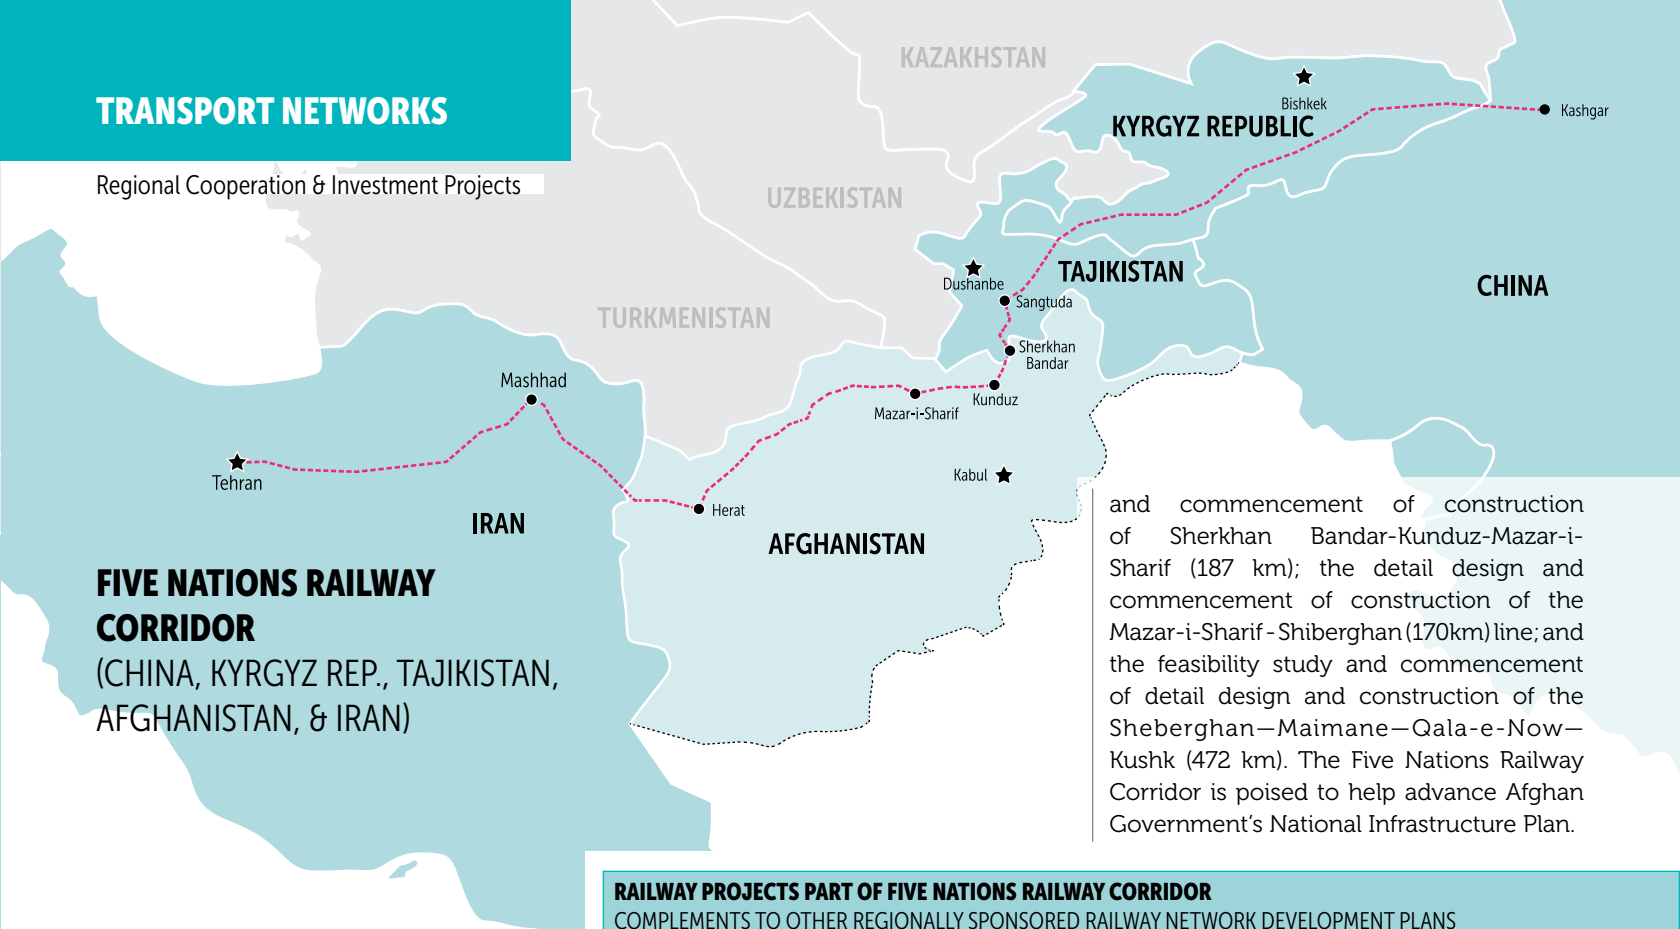 TRANSPORT NETWORKS
Regional Cooperation & Investment Projects
KAZAKHSTAN
Bishkek
KYRGYZ REPUBLIC
Kashgar
UZBEKISTAN
Dushanbe
TAJIKISTAN
Sangtuda
CHINA
TURKMENISTAN
Sherkhan
Bandar
Mashhad
Kunduz
Mazar-i-Sharif
Tehran
Kabul
Herat
IRAN
AFGHANISTAN
FIVE NATIONS RAILWAY
CORRIDOR
(CHINA, KYRGYZ REP., TAJIKISTAN,
AFGHANISTAN, & IRAN)
and commencement of construction
of Sherkhan Bandar-Kunduz-Mazar-i-
Sharif (187 km); the detail design and
commencement of construction of the
Mazar-i-Sharif - Shiberghan (170km) line; and
the feasibility study and commencement
of detail design and construction of the
Sheberghan—Maimane—Qala-e-Now—
Kushk (472 km). The Five Nations Railway
Corridor is poised to help advance Afghan
Government’s National Infrastructure Plan.
RAILWAY PROJECTS PART OF FIVE NATIONS RAILWAY CORRIDOR
COMPLEMENTS TO OTHER REGIONALLY SPONSORED RAILWAY NETWORK DEVELOPMENT PLANS